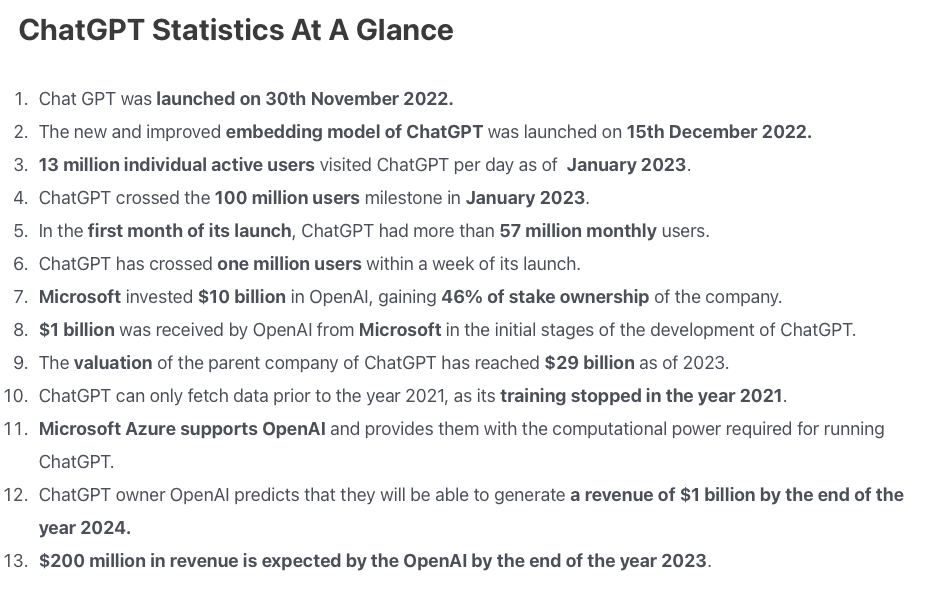 ChatGPT Statistics At A Glance
1. Chat GPT was launched on 30th November 2022.
2. The new and improved embedding model of ChatGPT was launched on 15th December 2022.
3. 13 million individual active users visited ChatGPT per day as of  January 2023.
4. ChatGPT crossed the 100 million users milestone in January 2023.
5. In the first month of its launch, ChatGPT had more than 57 million monthly users.
6. ChatGPT has crossed one million users within a week of its launch.
7. Microsoft invested $10 billion in OpenAI, gaining 46% of stake ownership of the company.
8. $1 billion was received by OpenAI from Microsoft in the initial stages of the development of ChatGPT.
9. The valuation of the parent company of ChatGPT has reached $29 billion as of 2023.
10. ChatGPT can only fetch data prior to the year 2021, as its training stopped in the year 2021.
11. Microsoft Azure supports OpenAI and provides them with the computational power required for running
ChatGPT.
12. ChatGPT owner OpenAI predicts that they will be able to generate a revenue of $1 billion by the end of the
year 2024.
13. $200 million in revenue is expected by the OpenAI by the end of the year 2023.